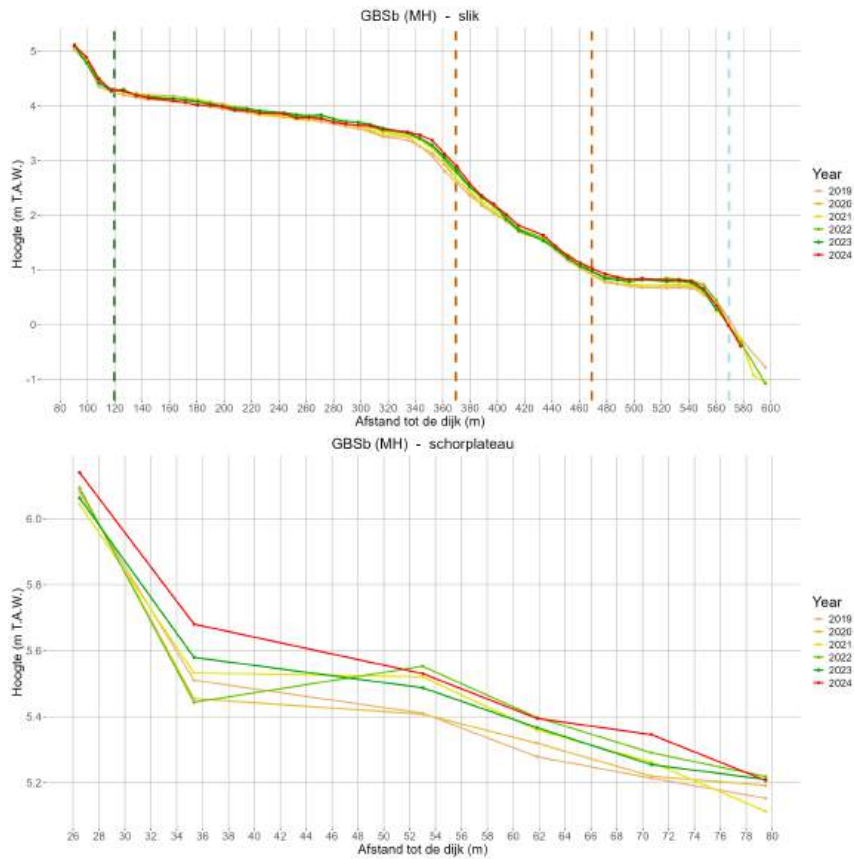 GBSb (MH) - slik
Hoogte (m T.A.W.)
5
4
3
2
1
0
-1
80 100 120 140 160 180 200 220 240 260 280 300 320 340 360 380 400 420 440 460 480 500 520 540 560 580 600
Afstand tot de dijk (m)
Year
2019
2020
2021
2022
2023
2024
GBSb (MH) - schorplateau
Hoogte (m T.A.W.)
6.0
5.8
5.6
5.4
5.2
26 28 30 32 34 36 38 40 42 44 46 48 50 52 54 56 58 60 62 64 66 68 70 72 74 76 78 80
Afstand tot de dijk (m)
Year
2019
2020
2021
2022
2023
2024